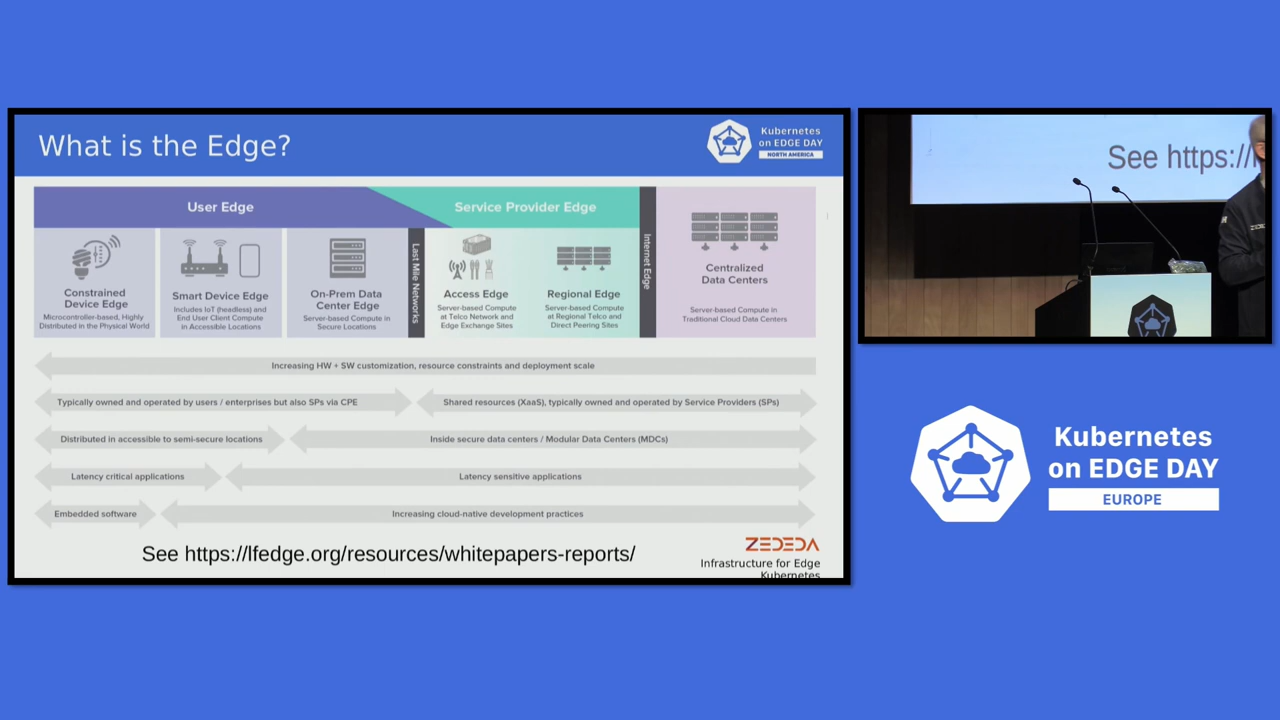 What is the Edge?
Kubernetes
on EDGE DAY
NORTH AMERICA
User Edge
Service Provider Edge
Constrained
Device Edge
Microcontroller-based, Highly
Distributed in the Physical World
Smart Device Edge
Includes IoT (headless) and
End User Client Compute
in Accessible Locations
On-Prem Data
Center Edge
Server-based Compute in
Secure Locations
Last Mile Networks
Access Edge
Server-based Compute
at Telco Network and
Edge Exchange Sites
Regional Edge
Server-based Compute
at Regional Telco and
Direct Peering Sites
Internet Edge
Centralized
Data Centers
Server-based Compute in
Traditional Cloud Data Centers
Increasing HW + SW customization, resource constraints and deployment scale
Typically owned and operated by users / enterprises but also SPs via CPE
Shared resources (XaaS), typically owned and operated by Service Providers (SPs)
Distributed in accessible to semi-secure locations
Inside secure data centers / Modular Data Centers (MDCs)
Latency critical applications
Latency sensitive applications
Embedded software
Increasing cloud-native development practices
See https://lfedge.org/resources/whitepapers-reports/
ZEDEDA
Infrastructure for Edge
Kubernetes
See https://
Kubernetes
on EDGE DAY
EUROPE